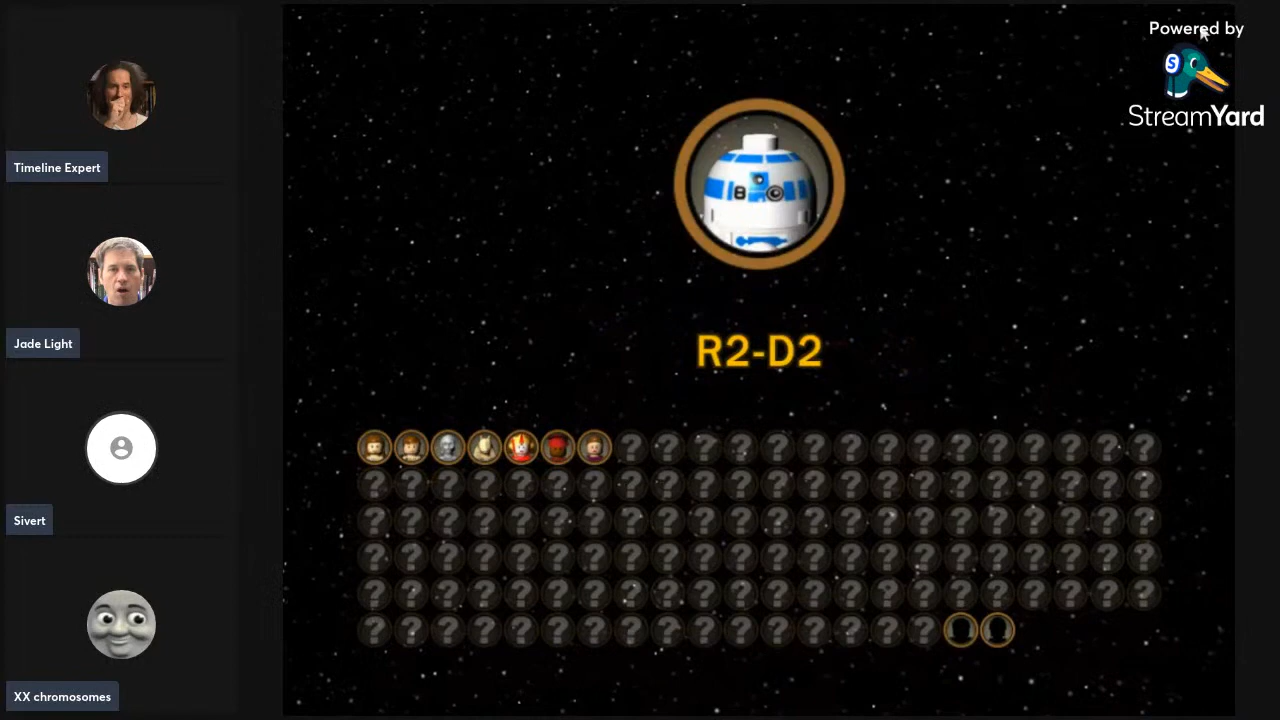 Powered by
StreamYard
Timeline Expert
Jade Light
Sivert
XX chromosomes
R2-D2
? ? ? ? ? ? ? ? ? ? ? ? ? ? ?
? ? ? ? ? ? ? ? ? ? ? ? ? ? ? ? ? ? ? ? ? ?
? ? ? ? ? ? ? ? ? ? ? ? ? ? ? ? ? ? ? ? ? ?
? ? ? ? ? ? ? ? ? ? ? ? ? ? ? ? ? ? ? ? ? ?
? ? ? ? ? ? ? ? ? ? ? ? ? ? ? ? ? ? ? ? ? ?
? ? ? ? ? ? ? ? ? ? ? ? ? ? ? ?